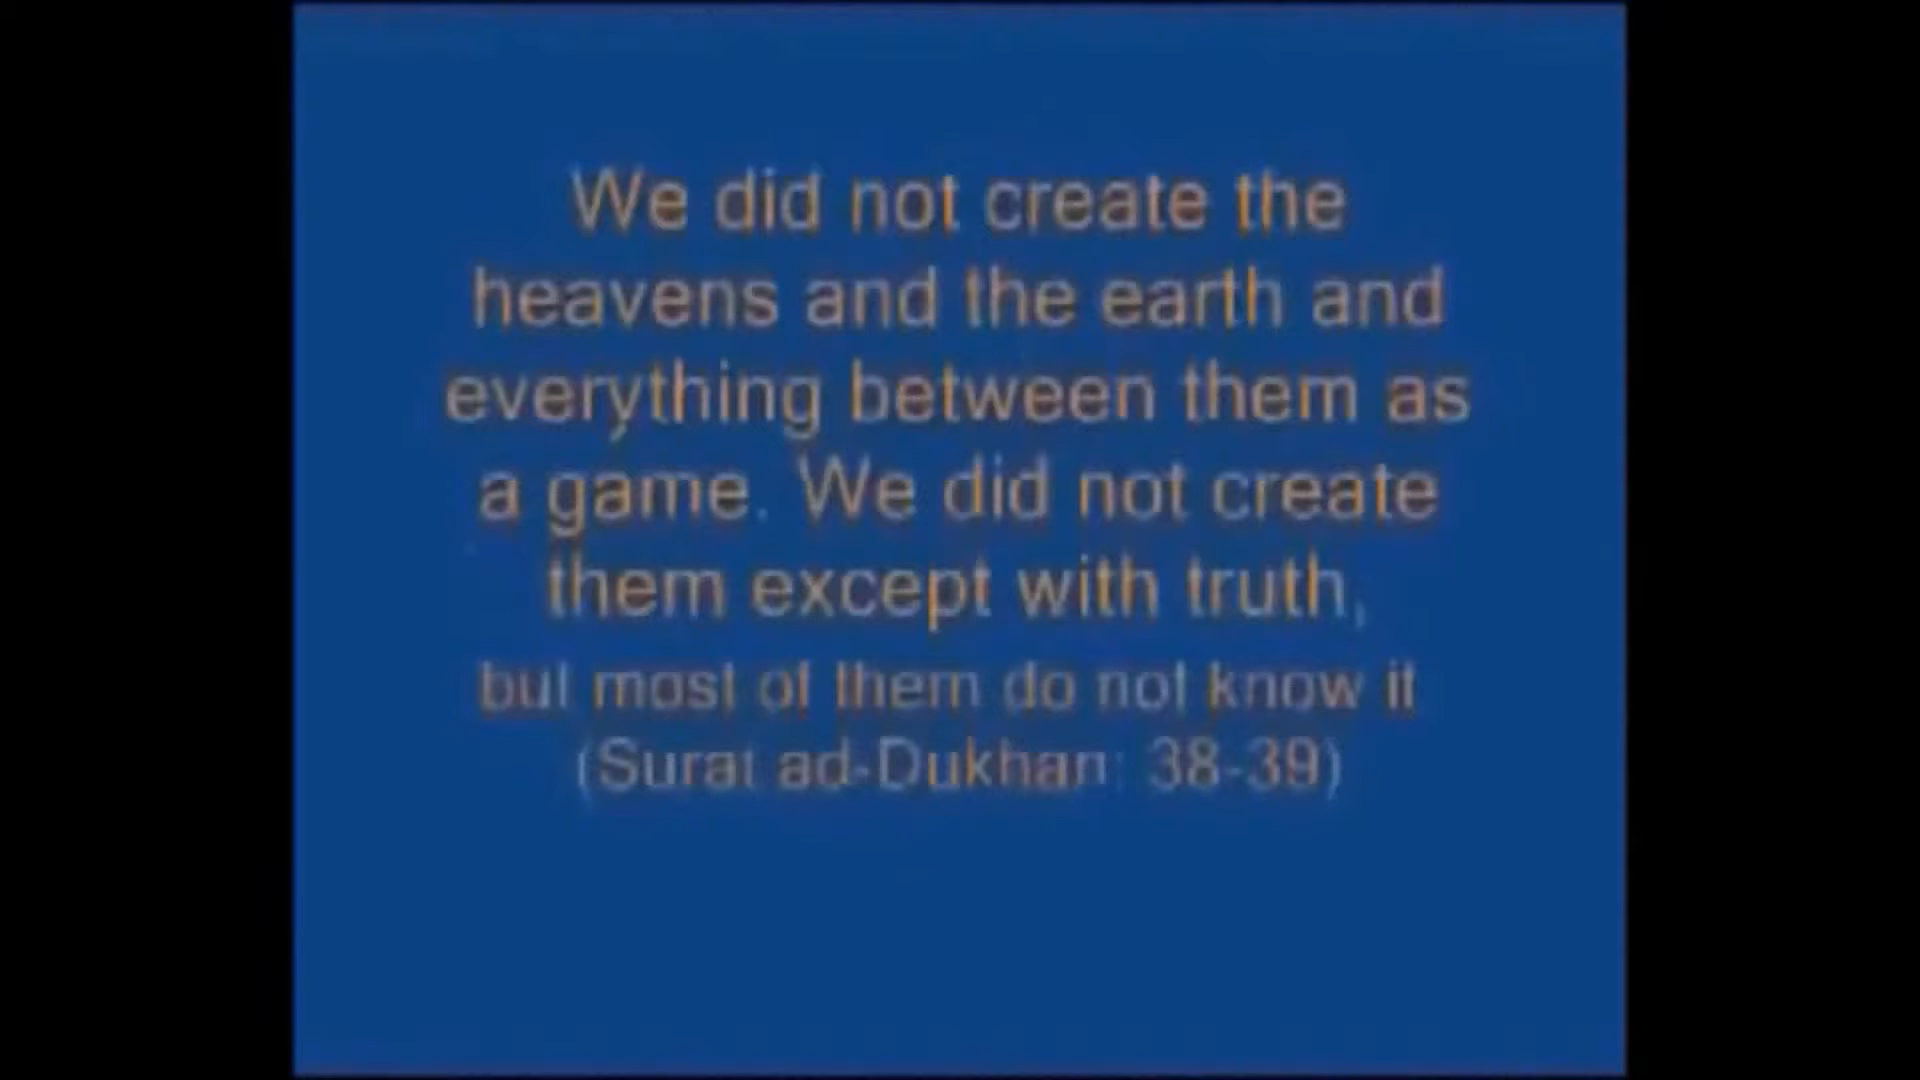 We did not create the
heavens and the earth and
everything between them as
a game. We did not create
them except with truth,
but most of them do not know it
(Surat ad-Dukhan: 38-39)